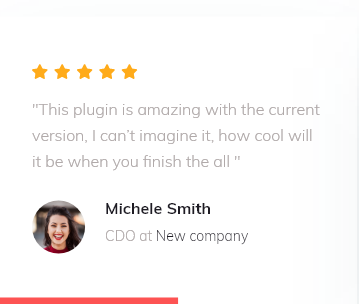 "This plugin is amazing with the current
version, I can't imagine it, how cool will
it be when you finish the all "
Michele Smith
CDO at New company